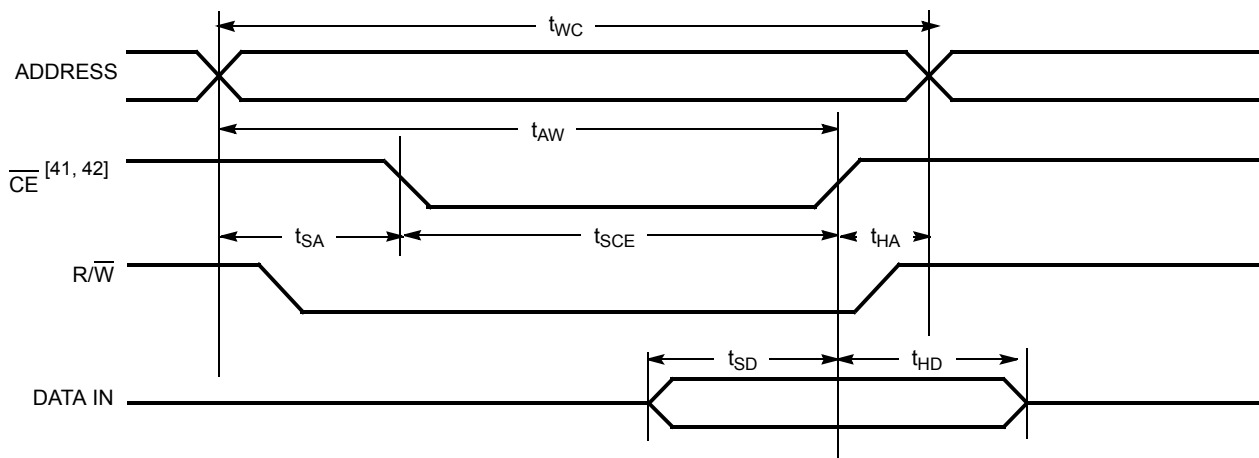 tWC
ADDRESS
tAW
CE [41, 42]
tSA tSCE tHA
R/W
tSD tHD
DATA IN